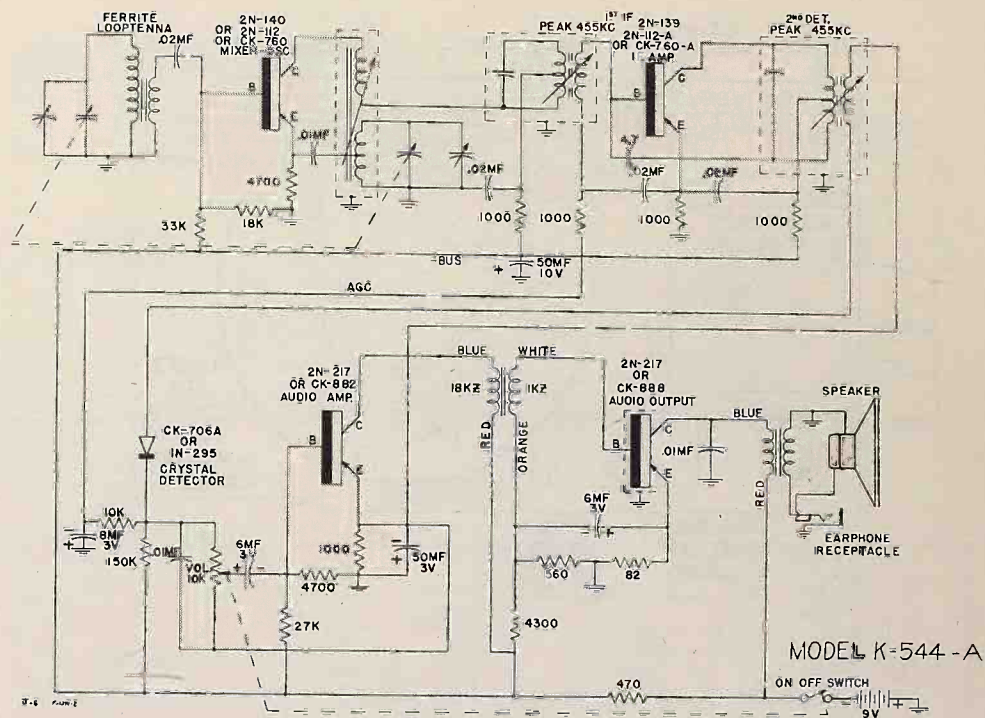 FERRITE
LOOPTENNA
.02MF
2N-140
OR 2N-112
OR CK-760
MIXER-OSC
C
B
E
.01MF
4700
18K
33K
.02MF
1000
50MF
10V
+
-BUS
AGC
1ST IF
PEAK 455KC
2N-139
2N-112-A
OR CK-760-A
AMP.
C
B
E
4.7
.02MF
1000
1000
2ND DET.
PEAK 455KC
1000
CK-706A
OR
IN-295
CRYSTAL
DETECTOR
10K
8MF
3V
+
150K
.01MF
VOL
10K
6MF
+ -
2N-217
OR CK-882
AUDIO AMP.
C
B
E
1000
4700
27K
50MF
3V
- +
BLUE
WHITE
18KZ
1KZ
RED
ORANGE
2N-217
OR
CK-888
AUDIO OUTPUT
C
B
E
6MF
3V
- +
560
82
4300
470
.01MF
BLUE
RED
SPEAKER
EARPHONE
RECEPTACLE
MODEL K-544-A
ON OFF SWITCH
9V
+